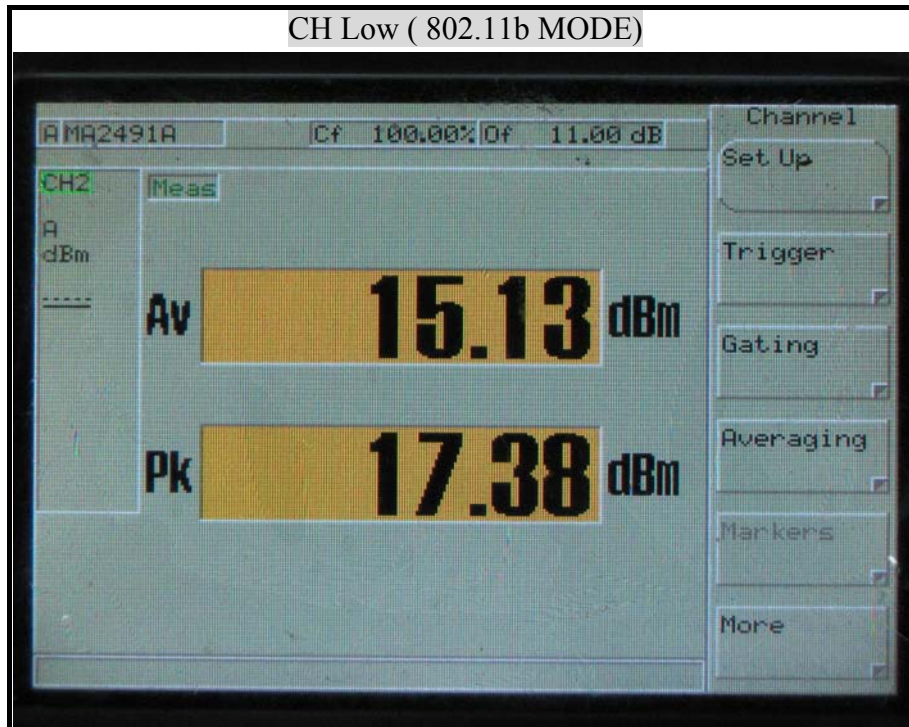 CH Low ( 802.11b MODE)
A MA2491A Cf 100.00% Of 11.00 dB
CH2
A
dBm
-----
Meas
Av 15.13 dBm
Pk 17.38 dBm
Channel
Set Up
Trigger
Gating
Averaging
Markers
More